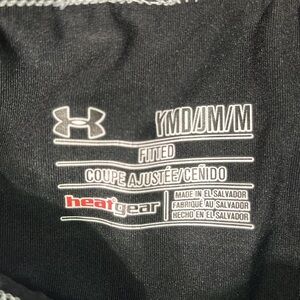 YMD/JM/M
FITTED
COUPE AJUSTÉE/CEÑIDO
heatgear
MADE IN EL SALVADOR
FABRIQUÉ AU SALVADOR
HECHO EN EL SALVADOR